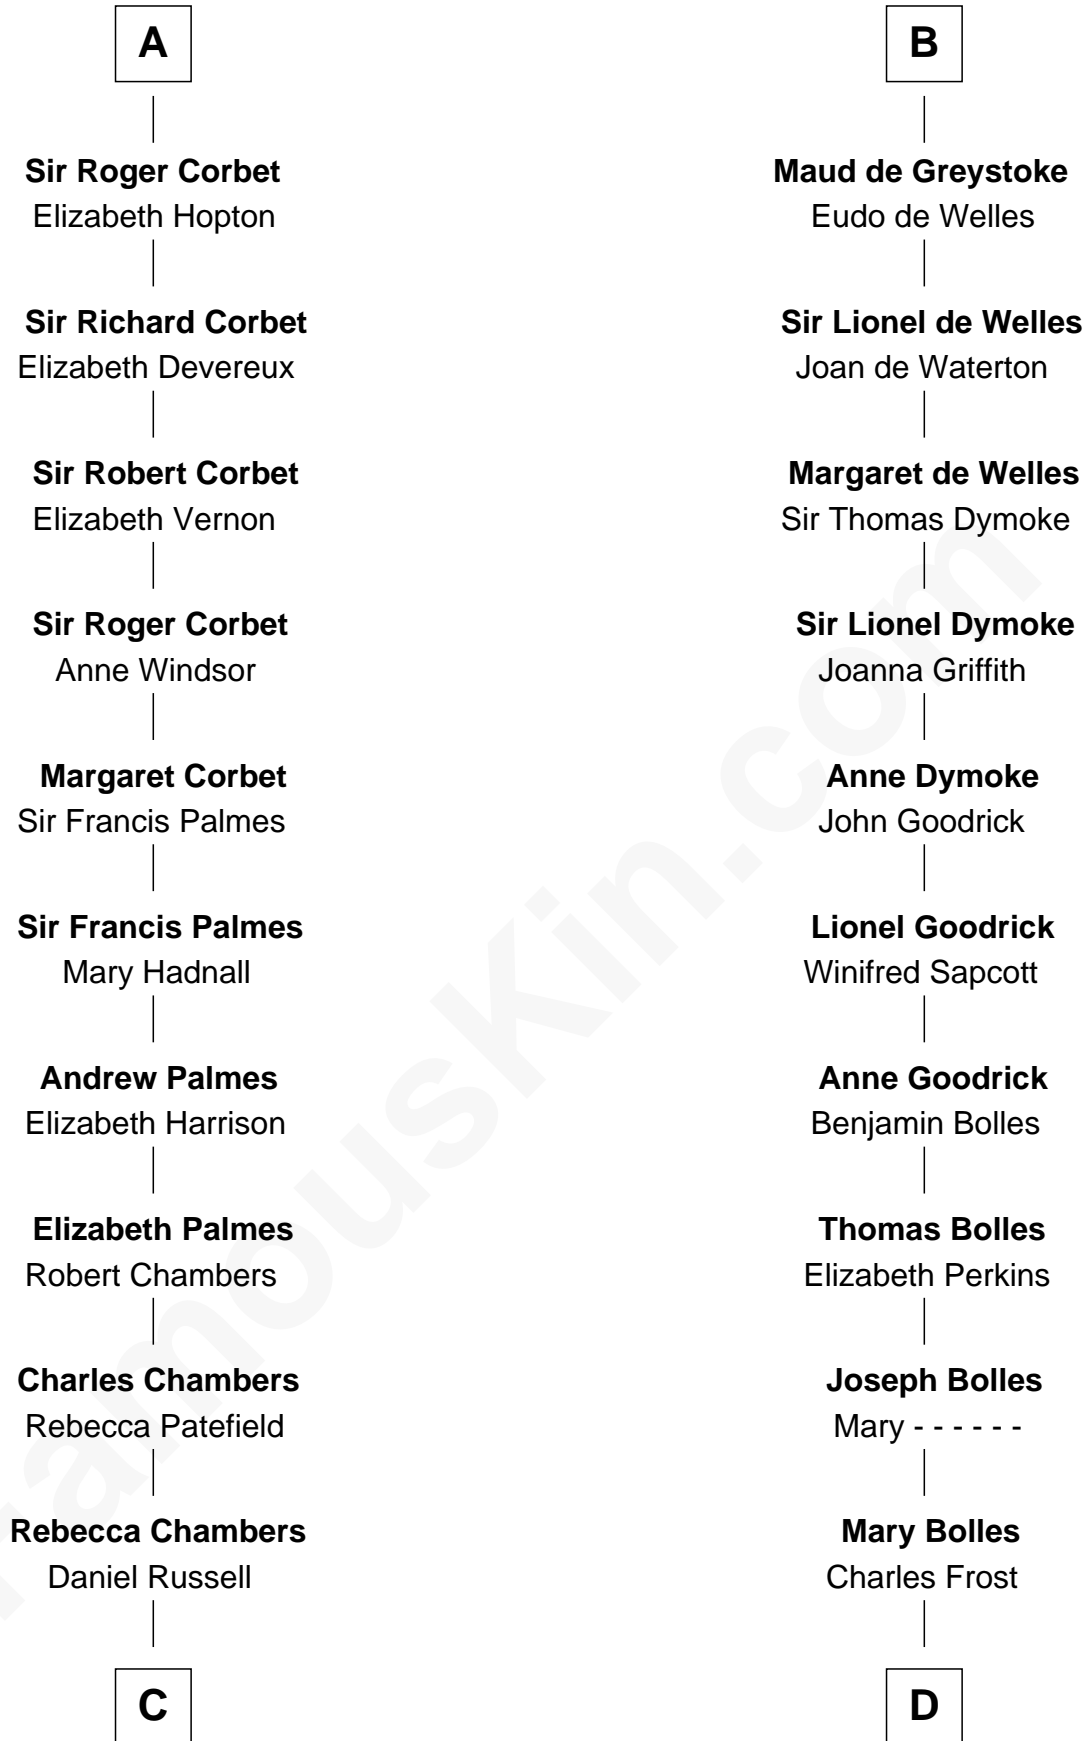 A
Sir Roger Corbet
Elizabeth Hopton
Sir Richard Corbet
Elizabeth Devereux
Sir Robert Corbet
Elizabeth Vernon
Sir Roger Corbet
Anne Windsor
Margaret Corbet
Sir Francis Palmes
Sir Francis Palmes
Mary Hadnall
Andrew Palmes
Elizabeth Harrison
Elizabeth Palmes
Robert Chambers
Charles Chambers
Rebecca Patefield
Rebecca Chambers
Daniel Russell
C
B
Maud de Greystoke
Eudo de Welles
Sir Lionel de Welles
Joan de Waterton
Margaret de Welles
Sir Thomas Dymoke
Sir Lionel Dymoke
Joanna Griffith
Anne Dymoke
John Goodrick
Lionel Goodrick
Winifred Sapcott
Anne Goodrick
Benjamin Bolles
Thomas Bolles
Elizabeth Perkins
Joseph Bolles
Mary - - - - - -
Mary Bolles
Charles Frost
D
FamousKin.com